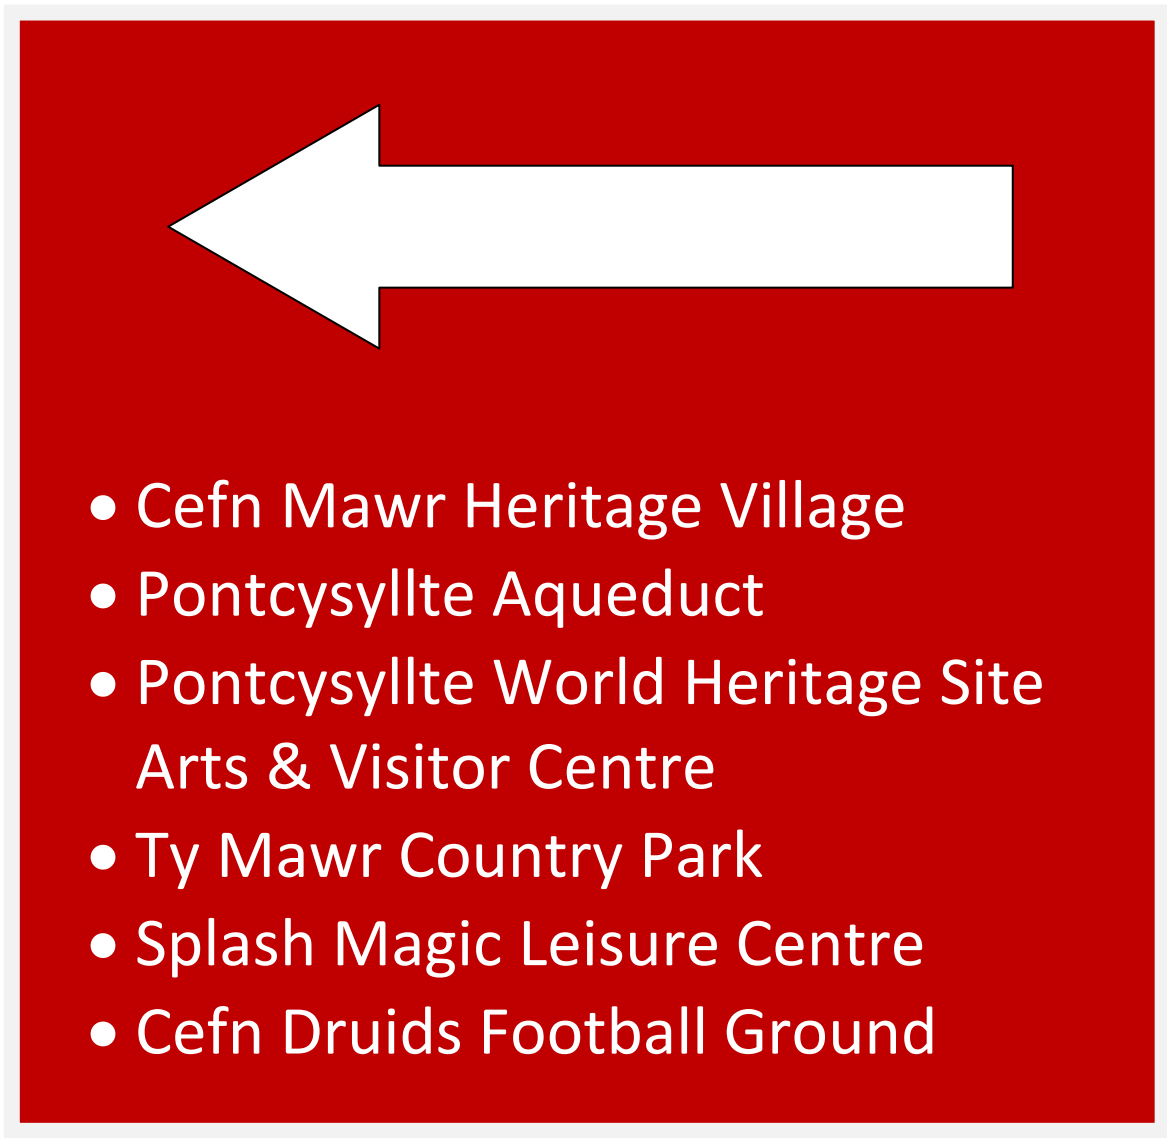 • Cefn Mawr Heritage Village
• Pontcysyllte Aqueduct
• Pontcysyllte World Heritage Site
Arts & Visitor Centre
• Ty Mawr Country Park
• Splash Magic Leisure Centre
• Cefn Druids Football Ground